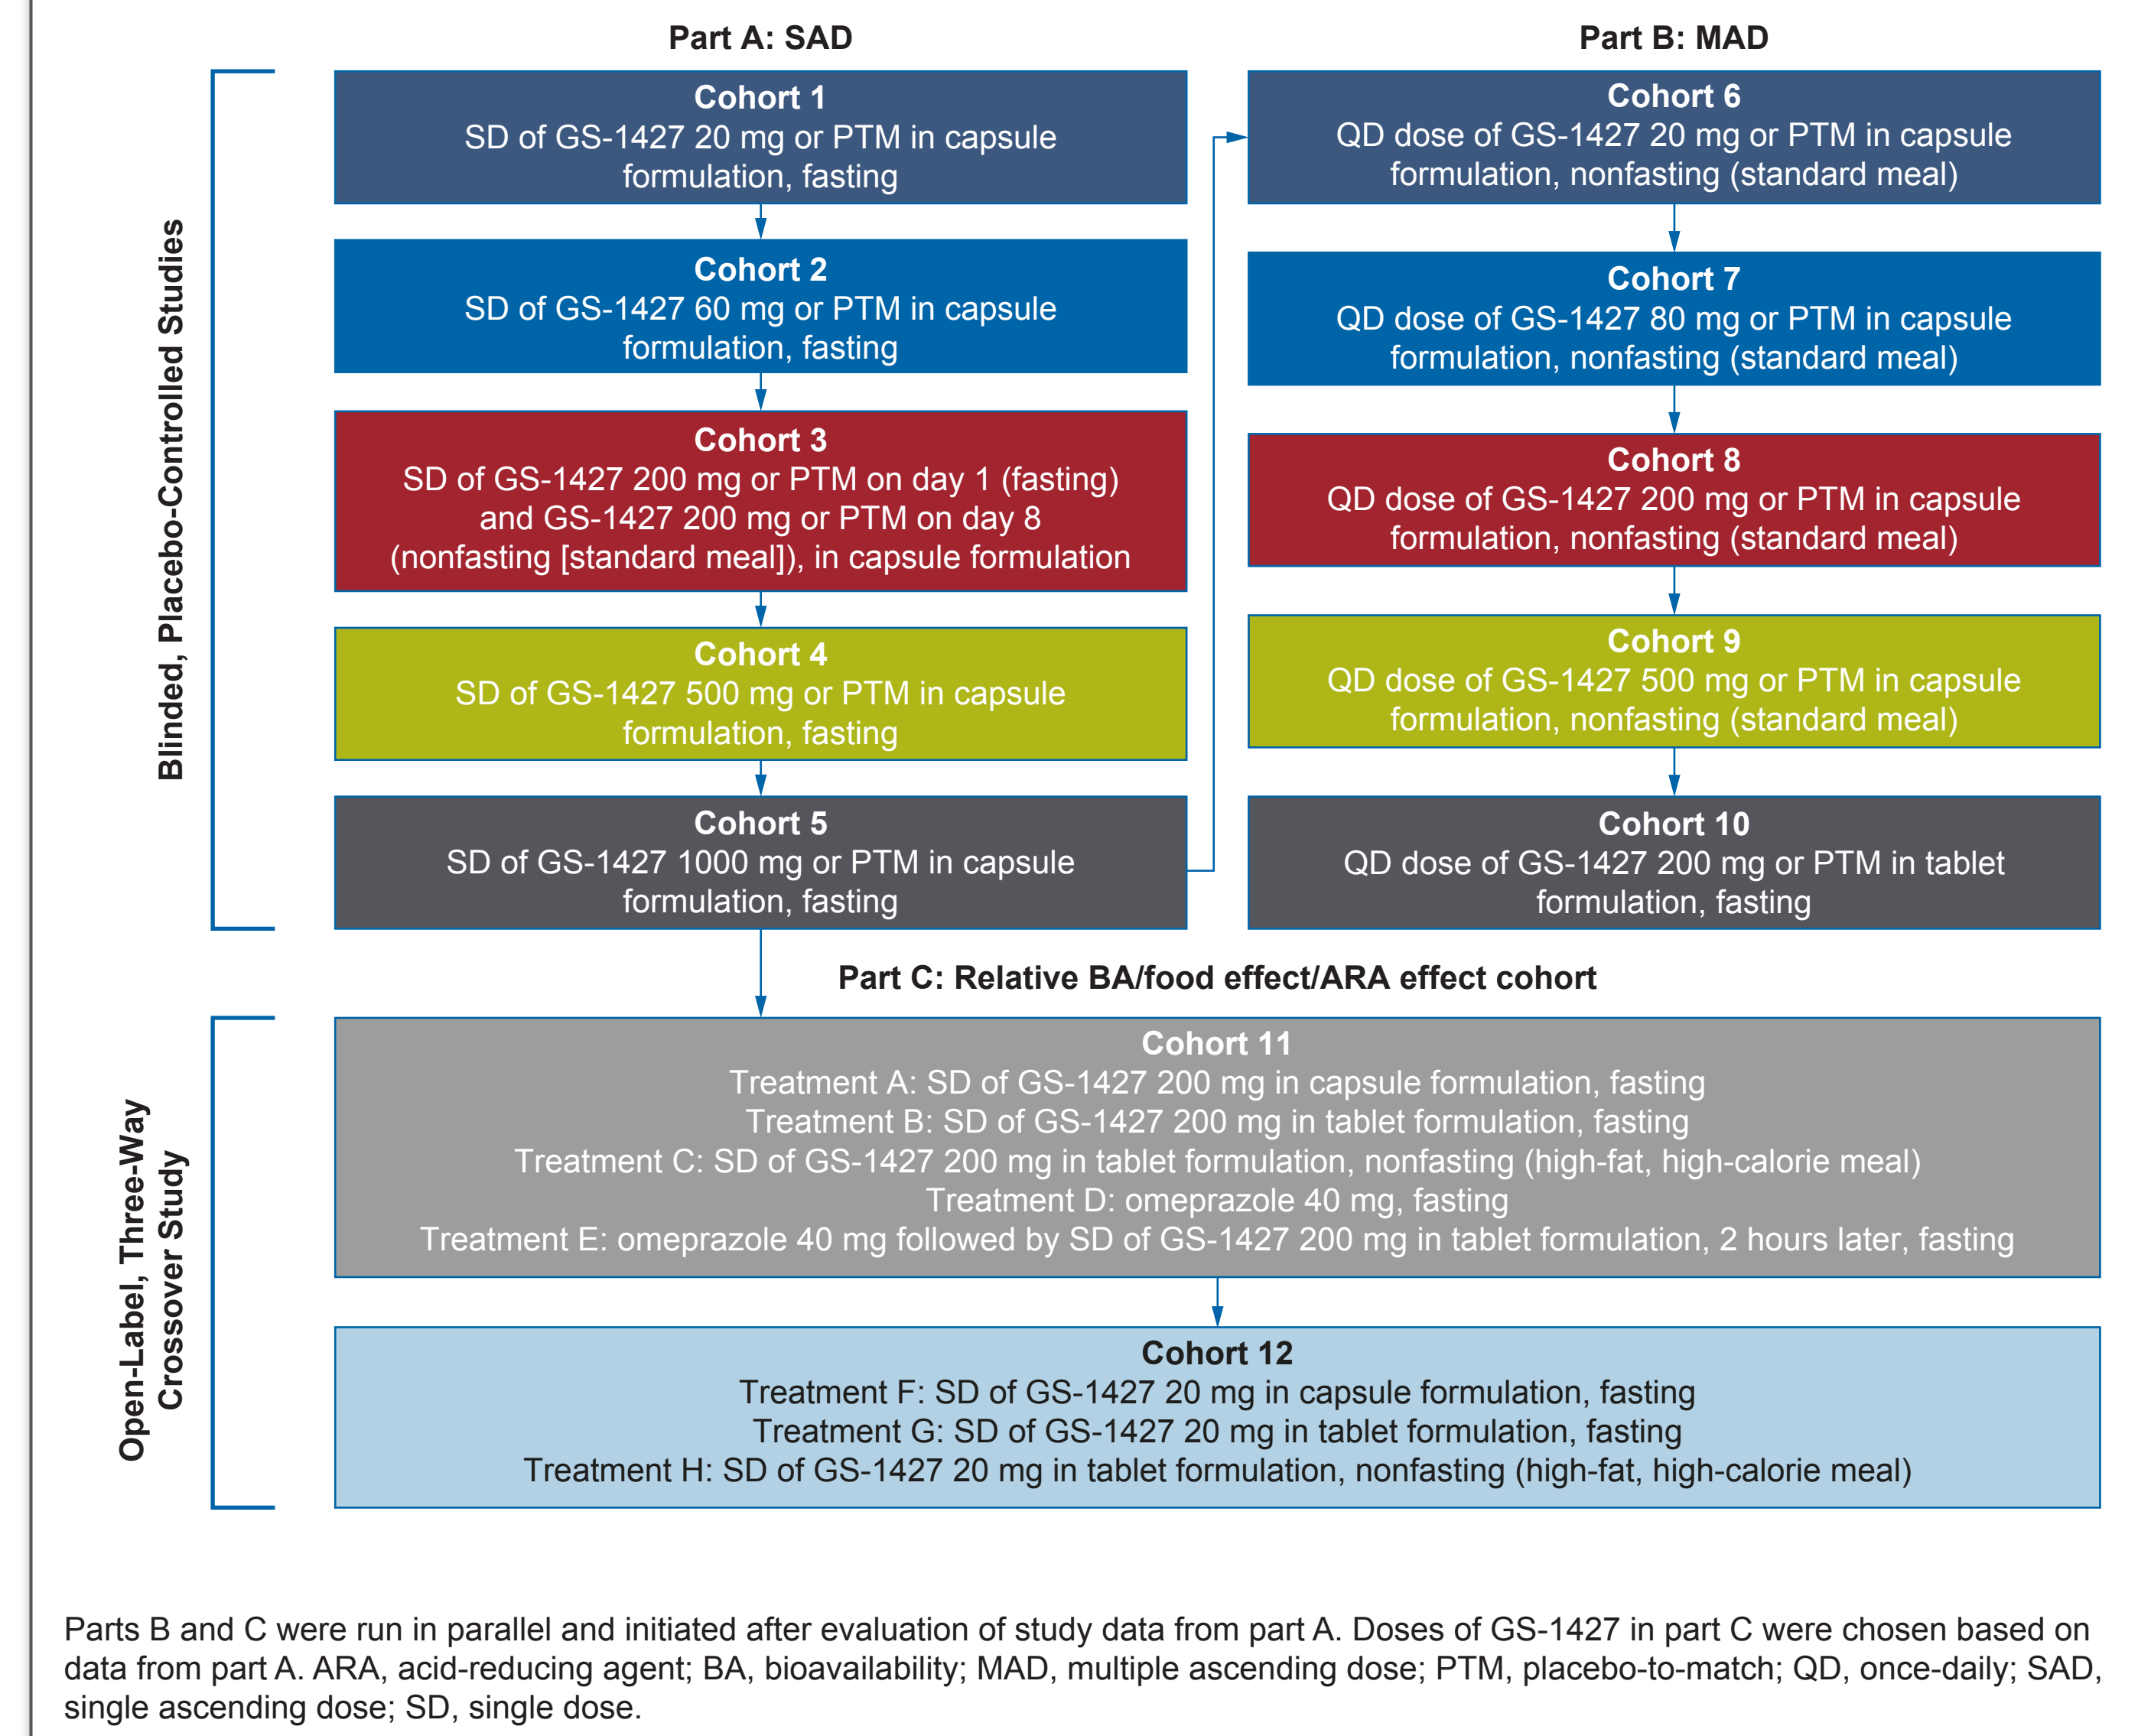 Part A: SAD
Cohort 1
SD of GS-1427 20 mg or PTM in capsule
formulation, fasting
Cohort 2
SD of GS-1427 60 mg or PTM in capsule
formulation, fasting
Cohort 3
SD of GS-1427 200 mg or PTM on day 1 (fasting)
and GS-1427 200 mg or PTM on day 8
(nonfasting [standard meal]), in capsule formulation
Cohort 4
SD of GS-1427 500 mg or PTM in capsule
formulation, fasting
Cohort 5
SD of GS-1427 1000 mg or PTM in capsule
formulation, fasting
Part B: MAD
Cohort 6
QD dose of GS-1427 20 mg or PTM in capsule
formulation, nonfasting (standard meal)
Cohort 7
QD dose of GS-1427 80 mg or PTM in capsule
formulation, nonfasting (standard meal)
Cohort 8
QD dose of GS-1427 200 mg or PTM in capsule
formulation, nonfasting (standard meal)
Cohort 9
QD dose of GS-1427 500 mg or PTM in capsule
formulation, nonfasting (standard meal)
Cohort 10
QD dose of GS-1427 200 mg or PTM in tablet
formulation, fasting
Blinded, Placebo-Controlled Studies
Part C: Relative BA/food effect/ARA effect cohort
Cohort 11
Treatment A: SD of GS-1427 200 mg in capsule formulation, fasting
Treatment B: SD of GS-1427 200 mg in tablet formulation, fasting
Treatment C: SD of GS-1427 200 mg in tablet formulation, nonfasting (high-fat, high-calorie meal)
Treatment D: omeprazole 40 mg, fasting
Treatment E: omeprazole 40 mg followed by SD of GS-1427 200 mg in tablet formulation, 2 hours later, fasting
Cohort 12
Treatment F: SD of GS-1427 20 mg in capsule formulation, fasting
Treatment G: SD of GS-1427 20 mg in tablet formulation, fasting
Treatment H: SD of GS-1427 20 mg in tablet formulation, nonfasting (high-fat, high-calorie meal)
Open-Label, Three-Way
Crossover Study
Parts B and C were run in parallel and initiated after evaluation of study data from part A. Doses of GS-1427 in part C were chosen based on
data from part A. ARA, acid-reducing agent; BA, bioavailability; MAD, multiple ascending dose; PTM, placebo-to-match; QD, once-daily; SAD,
single ascending dose; SD, single dose.